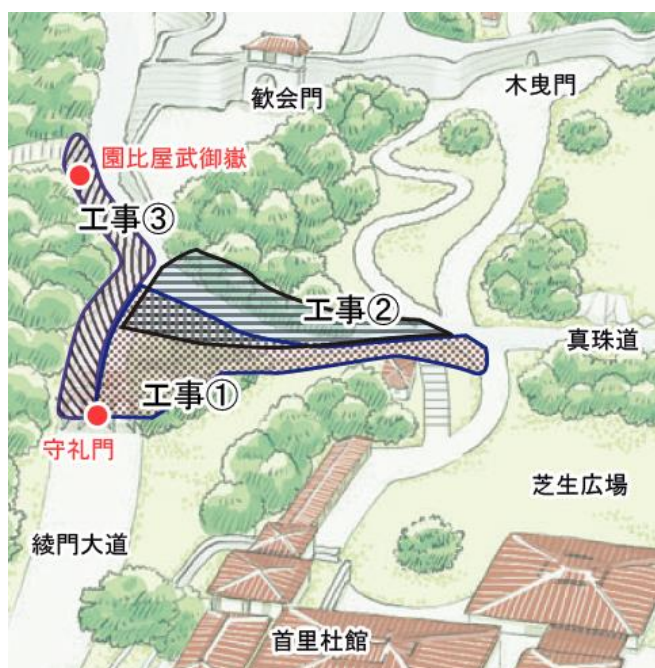 歓会門
木曳門
園比屋武御嶽
工事③
工事②
真珠道
工事①
守礼門
芝生広場
綾門大道
首里杜館